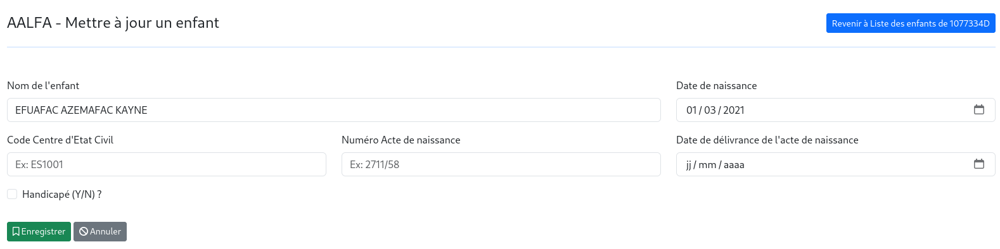 AALFA - Mettre à jour un enfant
Revenir à Liste des enfants de 1077334D
Nom de l'enfant
Date de naissance
EFUAFAC AZEMAFAC KAYNE
01 / 03 / 2021
Code Centre d'Etat Civil
Numéro Acte de naissance
Date de délivrance de l'acte de naissance
Ex: ES1001
Ex: 2711/58
jj / mm / aaaa
Handicapé (Y/N) ?
Enregistrer
Annuler